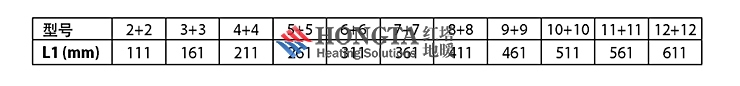 型号 2+2 3+3 4+4 5+5 6+6 7+7 8+8 9+9 10+10 11+11 12+12
HONGTA 红塔地暖
Heating Solutions
L1 (mm) 111 161 211 261 311 361 411 461 511 561 611